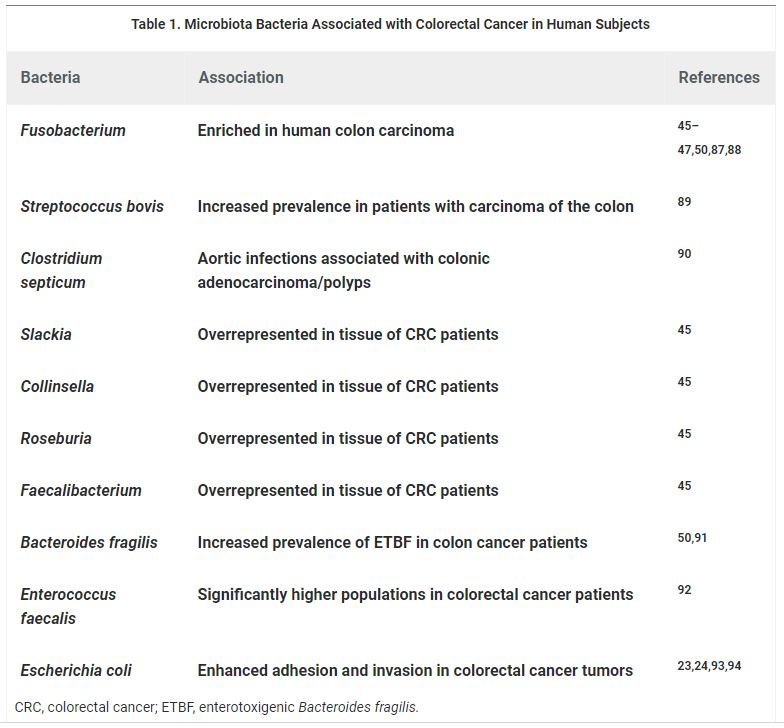 Table 1. Microbiota Bacteria Associated with Colorectal Cancer in Human Subjects
Bacteria Association References
Fusobacterium Enriched in human colon carcinoma 45–
47,50,87,88
Streptococcus bovis Increased prevalence in patients with carcinoma of the colon 89
Clostridium Aortic infections associated with colonic 90
septicum adenocarcinoma/polyps
Slackia Overrepresented in tissue of CRC patients 45
Collinsella Overrepresented in tissue of CRC patients 45
Roseburia Overrepresented in tissue of CRC patients 45
Faecalibacterium Overrepresented in tissue of CRC patients 45
Bacteroides fragilis Increased prevalence of ETBF in colon cancer patients 50,91
Enterococcus Significantly higher populations in colorectal cancer patients 92
faecalis
Escherichia coli Enhanced adhesion and invasion in colorectal cancer tumors 23,24,93,94
CRC, colorectal cancer; ETBF, enterotoxigenic Bacteroides fragilis.